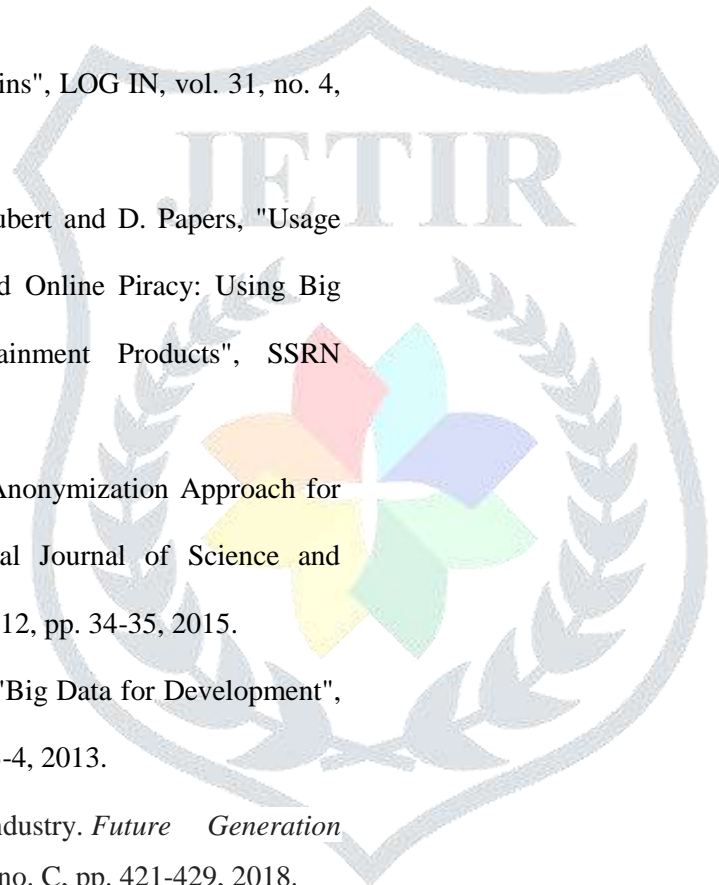 ins", LOG IN, vol. 31, no. 4,
JETIR
ubert and D. Papers, "Usage
d Online Piracy: Using Big
ainment Products", SSRN
Anonymization Approach for
al Journal of Science and
12, pp. 34-35, 2015.
"Big Data for Development",
-4, 2013.
ndustry. Future Generation
no. C, pp. 421-429, 2018.